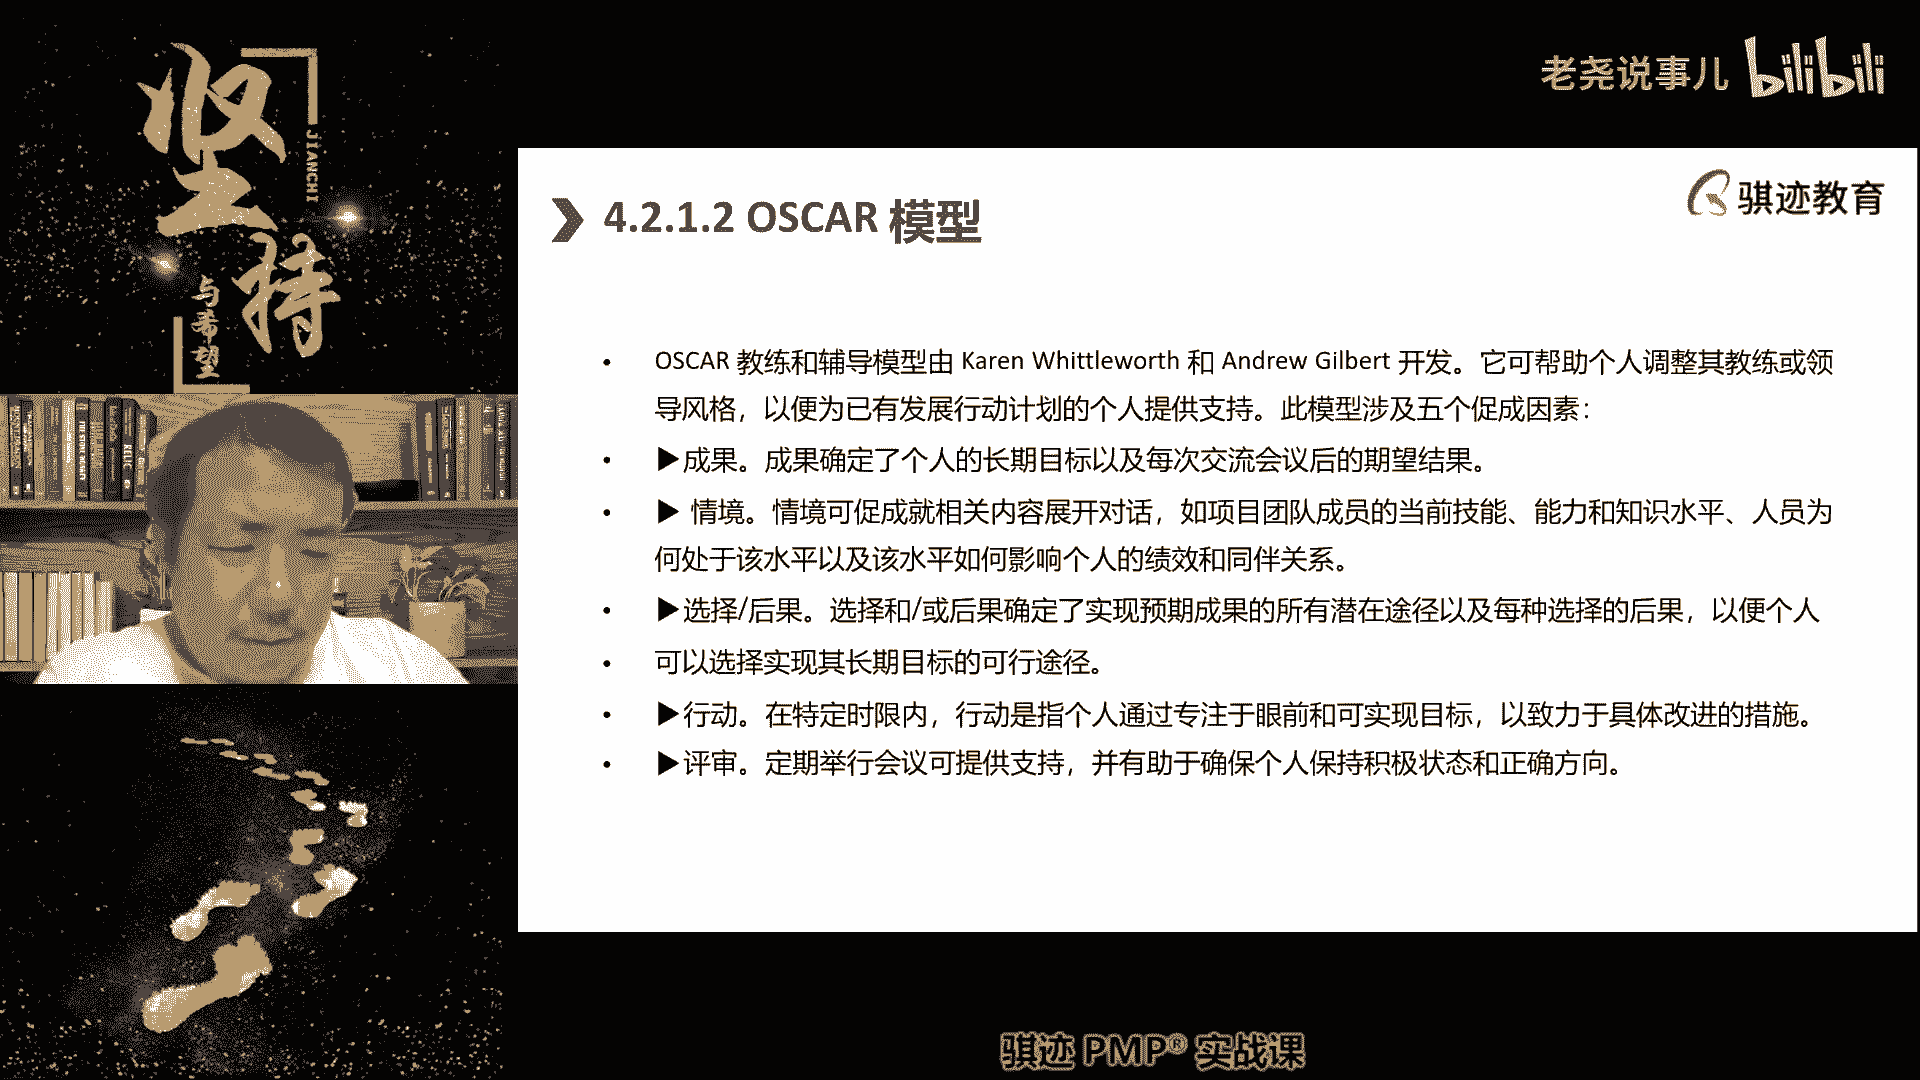 坚持
JIANCHI
与希望
老尧说事儿 bilibili
骐迹教育
4.2.1.2 OSCAR 模型
• OSCAR 教练和辅导模型由 Karen Whittleworth 和 Andrew Gilbert 开发。它可帮助个人调整其教练或领
导风格，以便为已有发展行动计划的个人提供支持。此模型涉及五个促成因素：
• ▶成果。成果确定了个人的长期目标以及每次交流会议后的期望结果。
• ▶ 情境。情境可促成就相关内容展开对话，如项目团队成员的当前技能、能力和知识水平、人员为
何处于该水平以及该水平如何影响个人的绩效和同伴关系。
• ▶选择/后果。选择和/或后果确定了实现预期成果的所有潜在途径以及每种选择的后果，以便个人
• 可以选择实现其长期目标的可行途径。
• ▶行动。在特定时限内，行动是指个人通过专注于眼前和可实现目标，以致力于具体改进的措施。
• ▶评审。定期举行会议可提供支持，并有助于确保个人保持积极状态和正确方向。
骐迹 PMP® 实战课